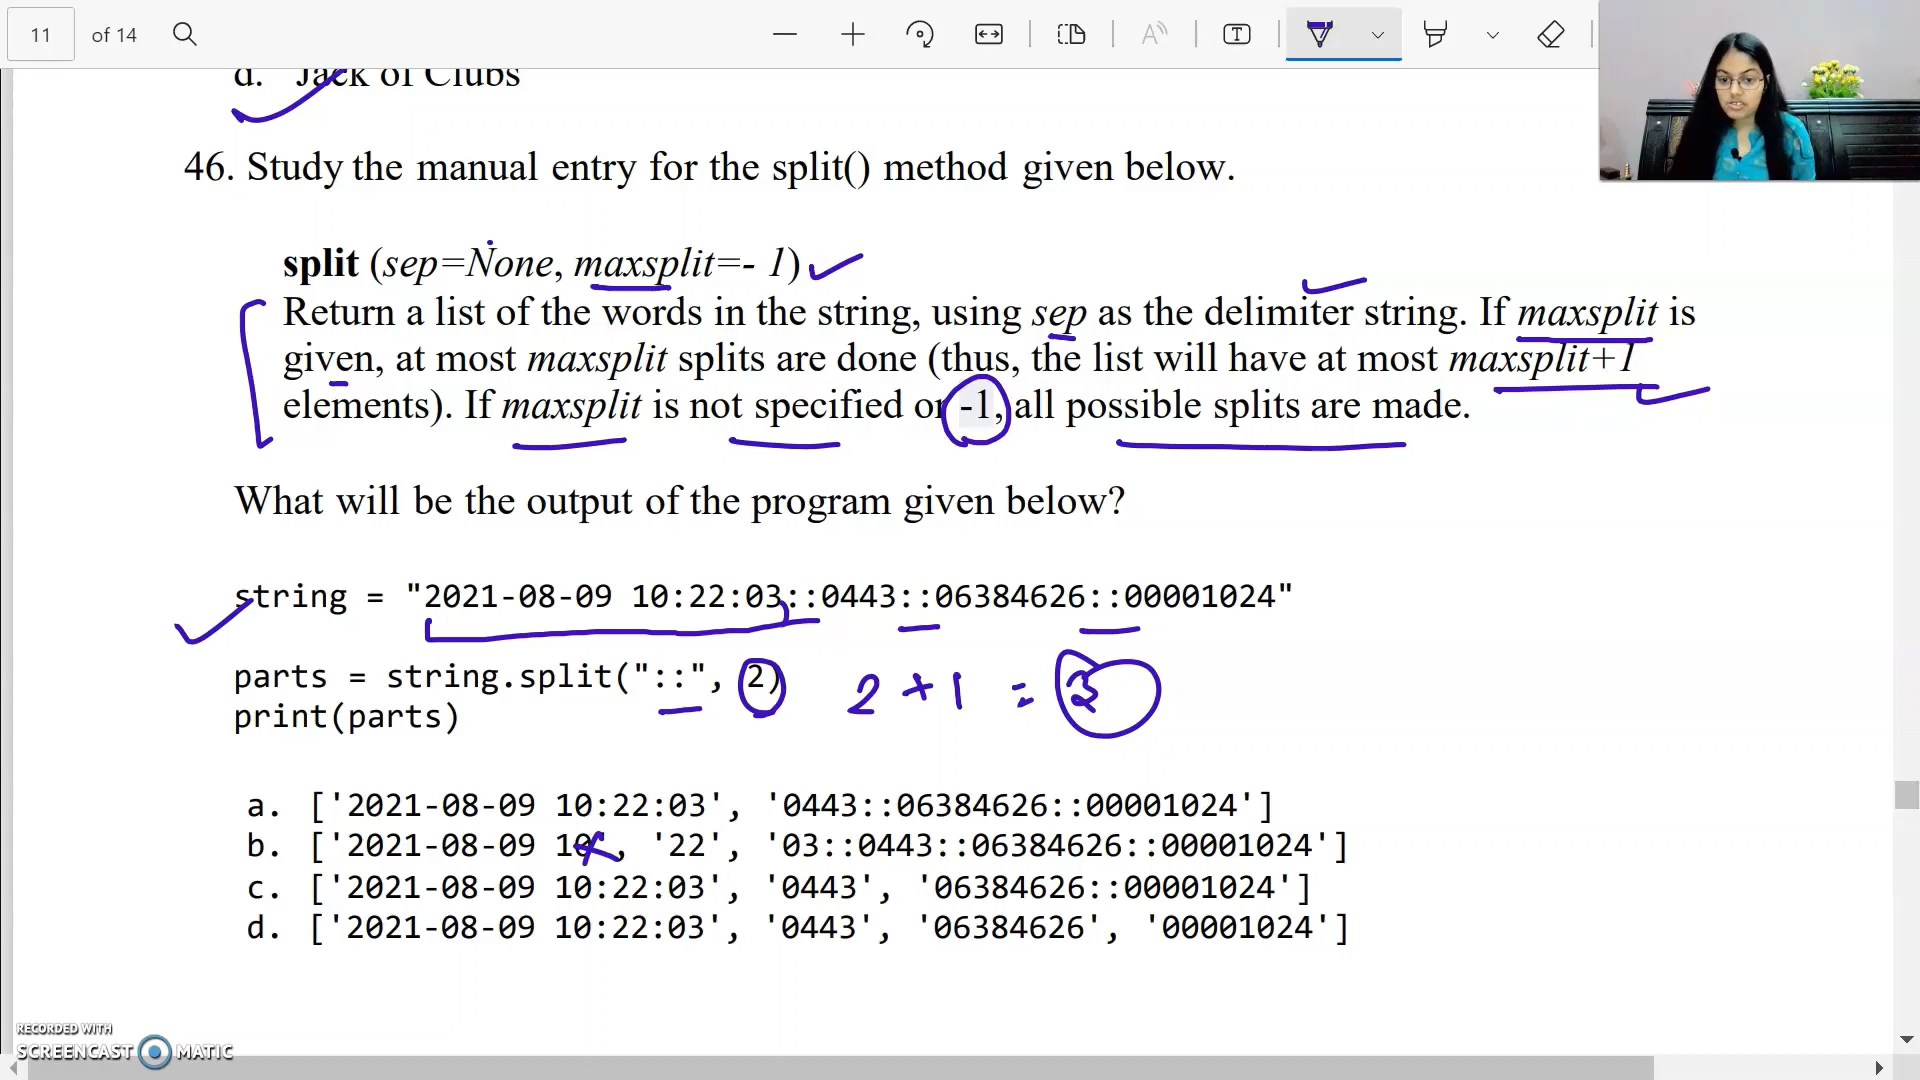 11 of 14
d. Jack of Clubs
46. Study the manual entry for the split() method given below.
split (sep=None, maxsplit=- 1)
Return a list of the words in the string, using sep as the delimiter string. If maxsplit is
given, at most maxsplit splits are done (thus, the list will have at most maxsplit+1
elements). If maxsplit is not specified or -1, all possible splits are made.
What will be the output of the program given below?
string = "2021-08-09 10:22:03::0443::06384626::00001024"
parts = string.split("::", 2) 2 + 1 = 3
print(parts)
a. ['2021-08-09 10:22:03', '0443::06384626::00001024']
b. ['2021-08-09 10', '22', '03::0443::06384626::00001024']
c. ['2021-08-09 10:22:03', '0443', '06384626::00001024']
d. ['2021-08-09 10:22:03', '0443', '06384626', '00001024']
RECORDED WITH
SCREENCAST MATIC